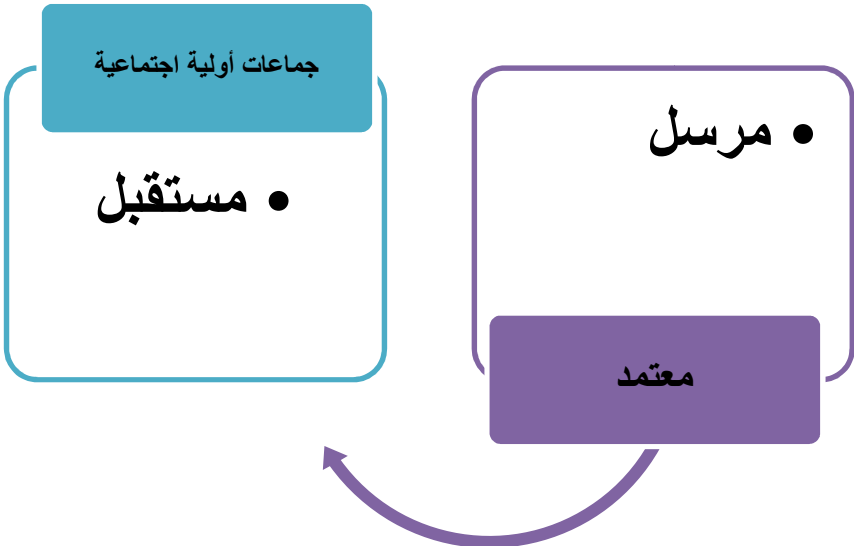 • مرسل
معتمد
جماعات أولية اجتماعية
• مستقبل